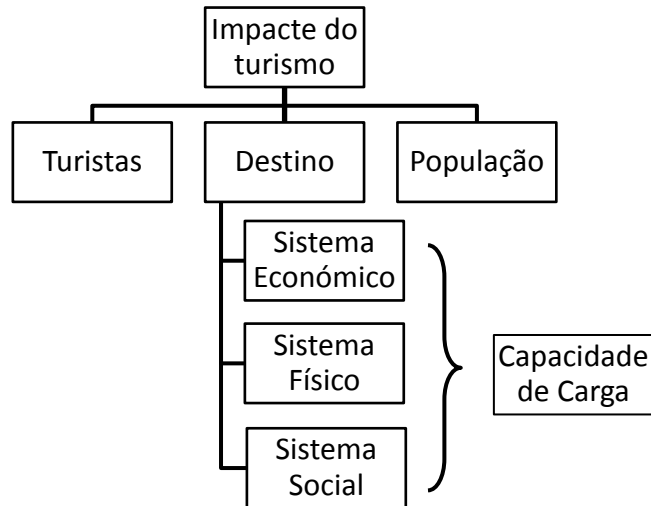 Impacte do
turismo
Turistas
Destino
População
Sistema
Económico
Sistema
Físico
Sistema
Social
Capacidade
de Carga